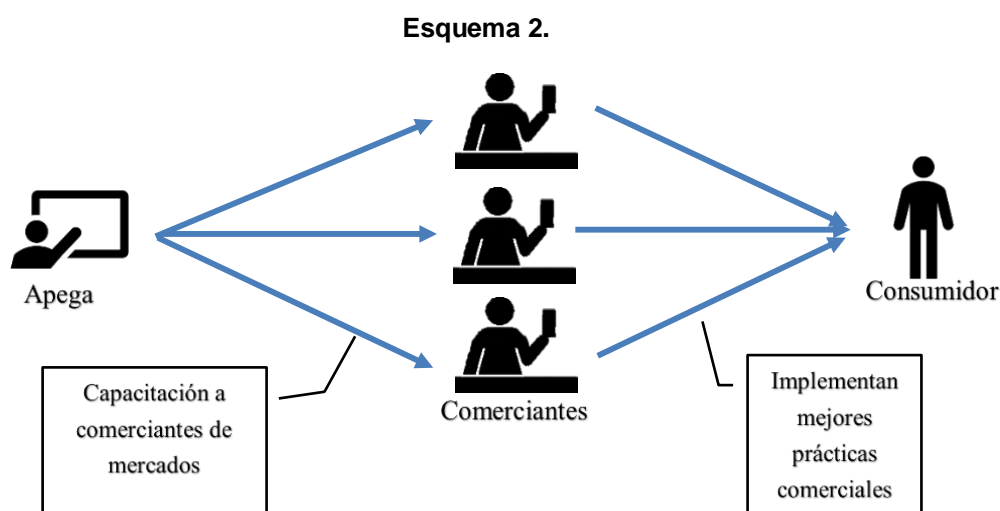 Esquema 2.
Apega
Consumidor
Comerciantes
Capacitación a
comerciantes de
mercados
Implementan
mejores
prácticas
comerciales